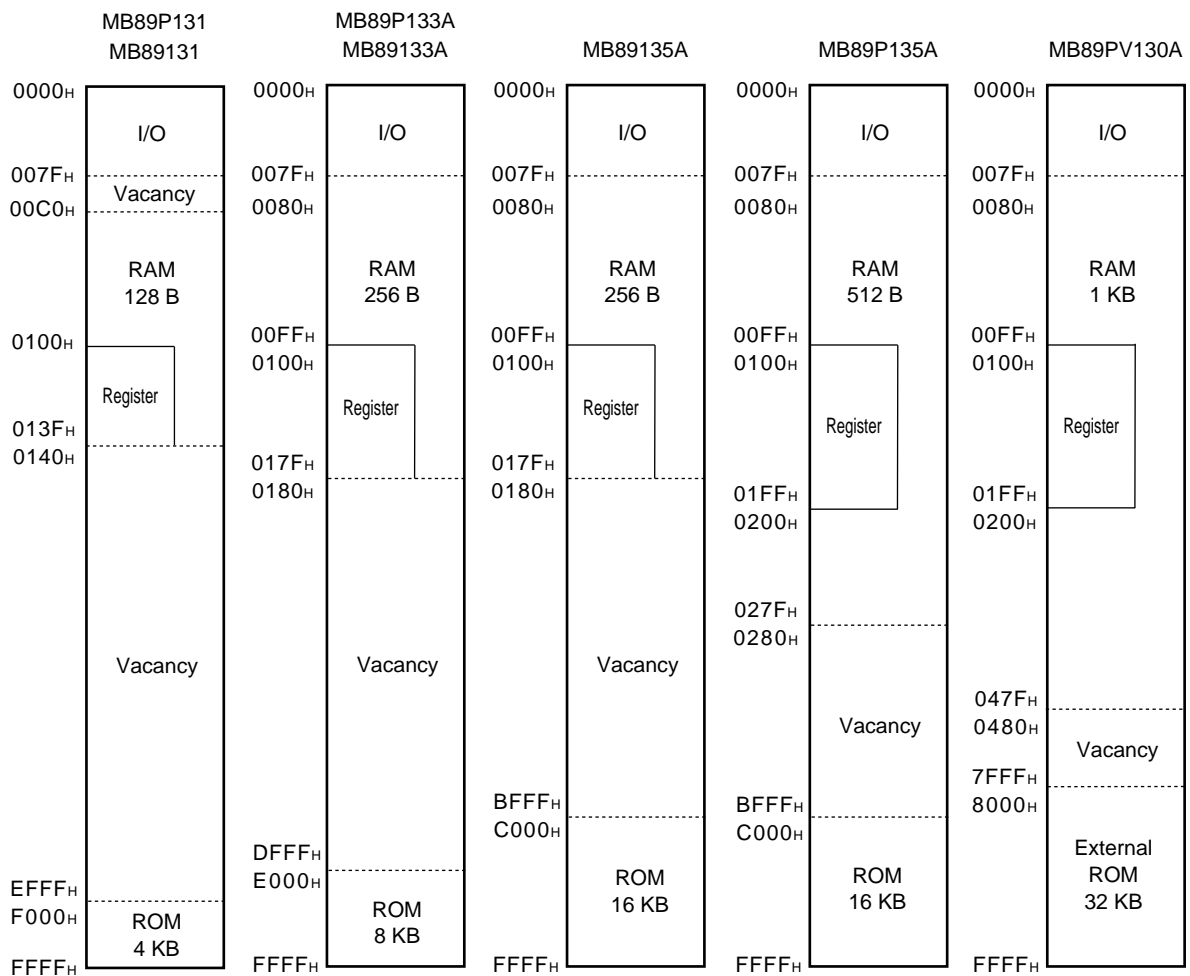 MB89P131
MB89131
0000H
I/O
007FH
Vacancy
00C0H
RAM
128 B
0100H
Register
013FH
0140H
Vacancy
EFFFH
F000H
ROM
4 KB
FFFFH
MB89P133A
MB89133A
0000H
I/O
007FH
0080H
RAM
256 B
00FFH
0100H
Register
017FH
0180H
Vacancy
DFFFH
E000H
ROM
8 KB
FFFFH
MB89135A
0000H
I/O
007FH
0080H
RAM
256 B
00FFH
0100H
Register
017FH
0180H
Vacancy
BFFFH
C000H
ROM
16 KB
FFFFH
MB89P135A
0000H
I/O
007FH
0080H
RAM
512 B
00FFH
0100H
Register
01FFH
0200H
027FH
0280H
Vacancy
BFFFH
C000H
ROM
16 KB
FFFFH
MB89PV130A
0000H
I/O
007FH
0080H
RAM
1 KB
00FFH
0100H
Register
01FFH
0200H
047FH
0480H
Vacancy
7FFFH
8000H
External
ROM
32 KB
FFFFH